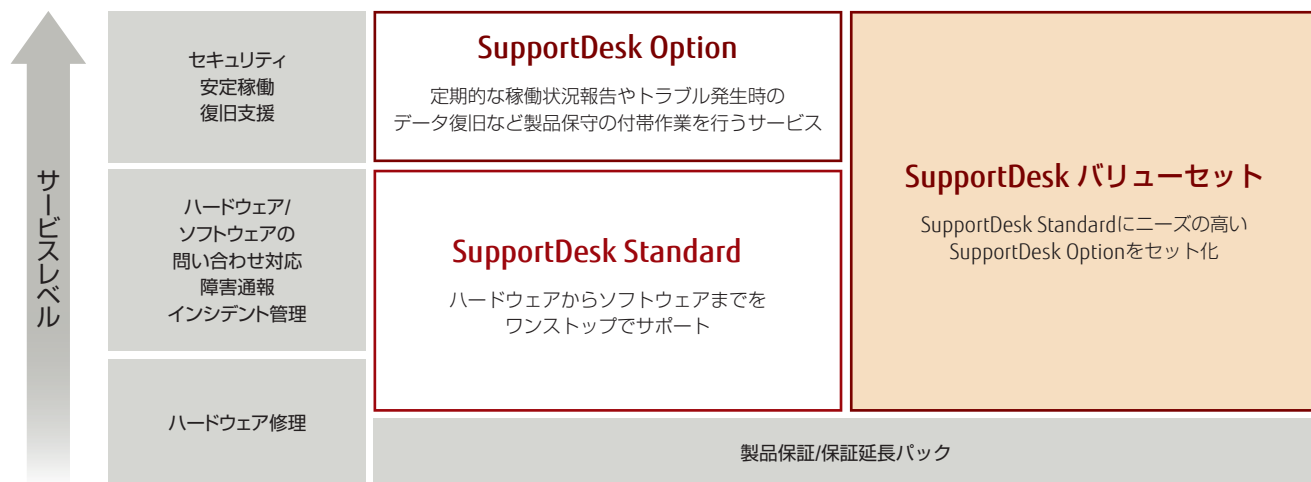 サービスレベル
セキュリティ
安定稼働
復旧支援
SupportDesk Option
定期的な稼働状況報告やトラブル発生時の
データ復旧など製品保守の付帯作業を行うサービス
ハードウェア/
ソフトウェアの
問い合わせ対応
障害通報
インシデント管理
SupportDesk Standard
ハードウェアからソフトウェアまでを
ワンストップでサポート
SupportDesk バリューセット
SupportDesk Standardにニーズの高い
SupportDesk Optionをセット化
ハードウェア修理
製品保証/保証延長パック